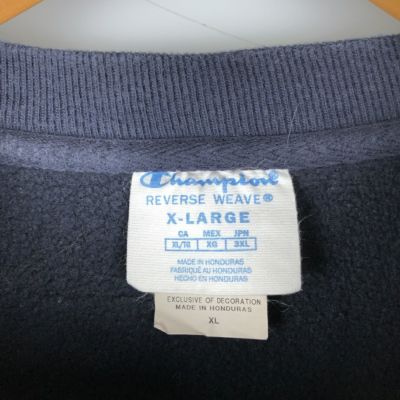 Champion
REVERSE WEAVE®
X-LARGE
CA MEX JPN
XL/TG XG 3XL
MADE IN HONDURAS
FABRIQUÉ AU HONDURAS
HECHO EN HONDURAS
EXCLUSIVE OF DECORATION
MADE IN HONDURAS
XL